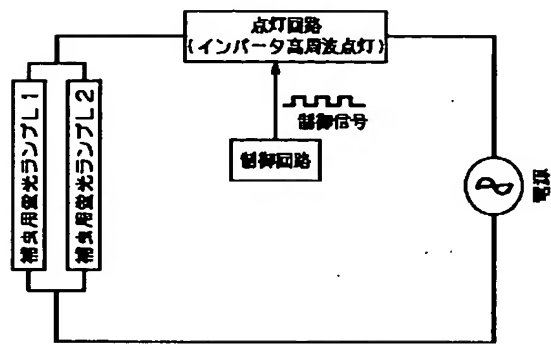 点灯回路
(インバータ高周波点灯)
制御信号
制御回路
捕虫用蛍光ランプL1
捕虫用蛍光ランプL2
電源